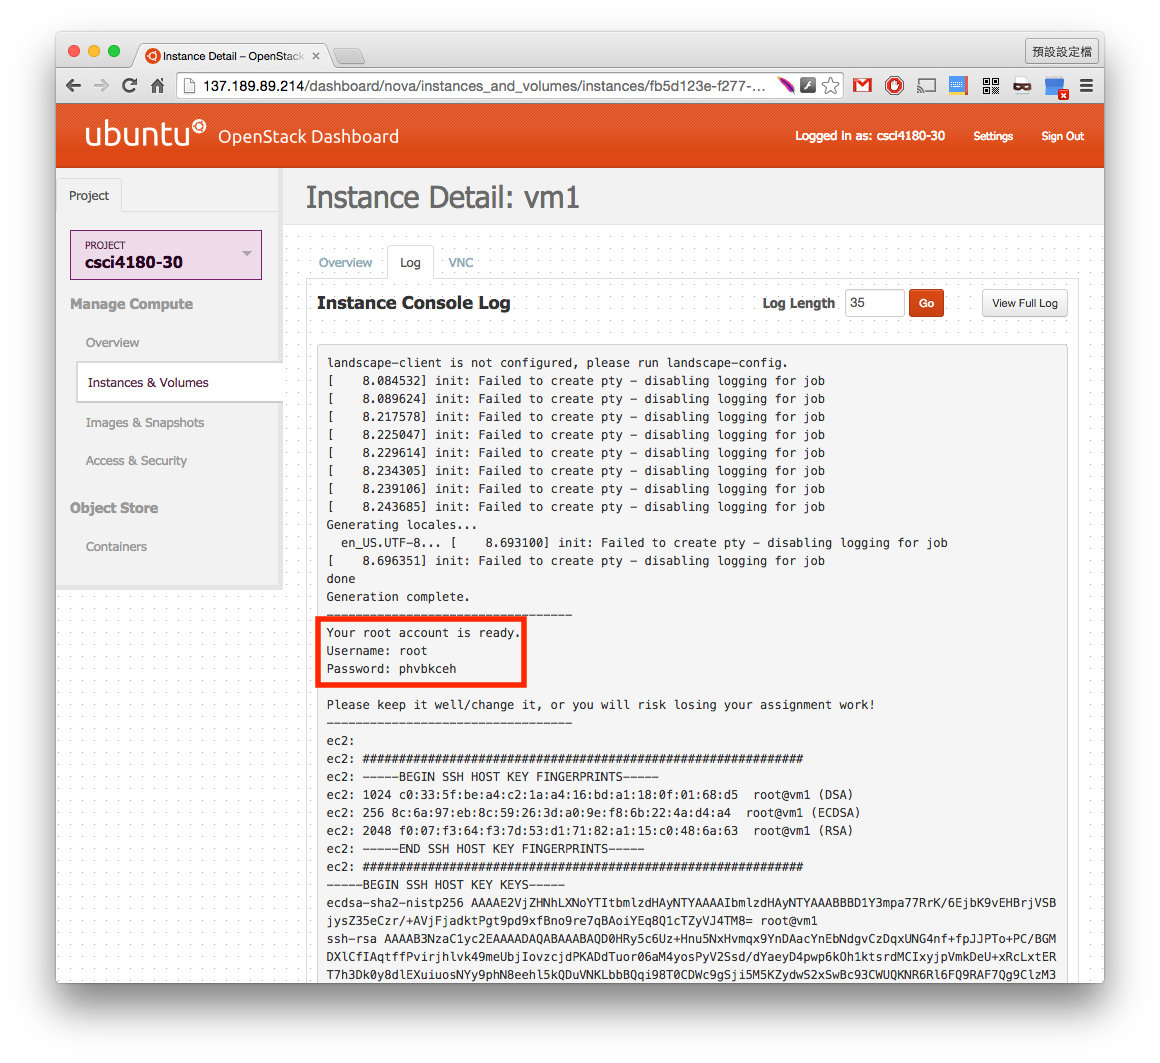 Instance Detail – OpenStack
預設設定檔
137.189.89.214/dashboard/nova/instances_and_volumes/instances/fb5d123e-f277-...
ubuntu OpenStack Dashboard
Logged in as: csci4180-30 Settings Sign Out
Project
PROJECT
csci4180-30
Manage Compute
Overview
Instances & Volumes
Images & Snapshots
Access & Security
Object Store
Containers
Instance Detail: vm1
Overview Log VNC
Instance Console Log
Log Length 35 Go View Full Log
landscape-client is not configured, please run landscape-config.
[    8.084532] init: Failed to create pty - disabling logging for job
[    8.089624] init: Failed to create pty - disabling logging for job
[    8.217578] init: Failed to create pty - disabling logging for job
[    8.225047] init: Failed to create pty - disabling logging for job
[    8.229614] init: Failed to create pty - disabling logging for job
[    8.234305] init: Failed to create pty - disabling logging for job
[    8.239106] init: Failed to create pty - disabling logging for job
[    8.243685] init: Failed to create pty - disabling logging for job
Generating locales...
  en_US.UTF-8... [    8.693100] init: Failed to create pty - disabling logging for job
[    8.696351] init: Failed to create pty - disabling logging for job
done
Generation complete.
----------------------------------
Your root account is ready.
Username: root
Password: phvbkceh
Please keep it well/change it, or you will risk losing your assignment work!
----------------------------------
ec2:
ec2: #############################################################
ec2: -----BEGIN SSH HOST KEY FINGERPRINTS-----
ec2: 1024 c0:33:5f:be:a4:c2:1a:a4:16:bd:a1:18:0f:01:68:d5  root@vm1 (DSA)
ec2: 256 8c:6a:97:eb:8c:59:26:3d:a0:9e:f8:6b:22:4a:d4:a4  root@vm1 (ECDSA)
ec2: 2048 f0:07:f3:64:f3:7d:53:d1:71:82:a1:15:c0:48:6a:63  root@vm1 (RSA)
ec2: -----END SSH HOST KEY FINGERPRINTS-----
ec2: #############################################################
-----BEGIN SSH HOST KEY KEYS-----
ecdsa-sha2-nistp256 AAAAE2VjZHNhLXNoYTItbmlzdHAyNTYAAAAIbmlzdHAyNTYAAABBBD1Y3mpa77RrK/6EjbK9vEHBrjVSB
jysZ35eCzr/+AVjFjadktPgt9pd9xfBno9re7qBAoiYEq8Q1cTZyVJ4TM8= root@vm1
ssh-rsa AAAAB3NzaC1yc2EAAAADAQABAAABAQD0HRy5c6Uz+Hnu5NxHvmqx9YnDAacYnEbNdgvCzDqxUNG4nf+fpJJPTo+PC/BGM
DXlCfIAqtffPvirjhlvk49meUbjIovzcjdPKADdTuor06aM4yosPyV2Ssd/dYaeyD4pwp6kOh1ktsrdMCIxyjpVmkDeU+xRcLxtER
T7h3Dk0y8dlEXuiuosNYy9phN8eehl5kQDuVNKLbbBQqi98T0CDWc9gSji5M5KZydwS2xSwBc93CWUQKNR6Rl6FQ9RAF7Qg9ClzM3